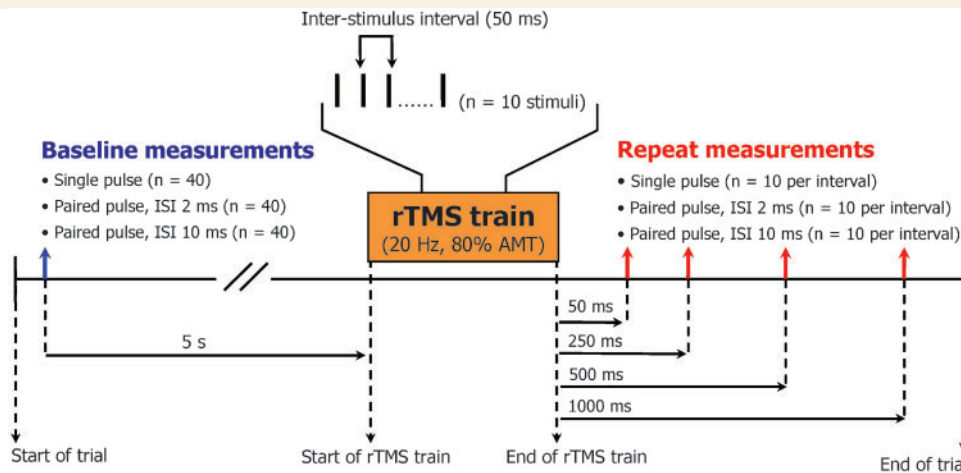 Inter-stimulus interval (50 ms)
(n = 10 stimuli)
Baseline measurements
• Single pulse (n = 40)
• Paired pulse, ISI 2 ms (n = 40)
• Paired pulse, ISI 10 ms (n = 40)
rTMS train
(20 Hz, 80% AMT)
Repeat measurements
• Single pulse (n = 10 per interval)
• Paired pulse, ISI 2 ms (n = 10 per interval)
• Paired pulse, ISI 10 ms (n = 10 per interval)
5 s
50 ms
250 ms
500 ms
1000 ms
Start of trial
Start of rTMS train
End of rTMS train
End of trial